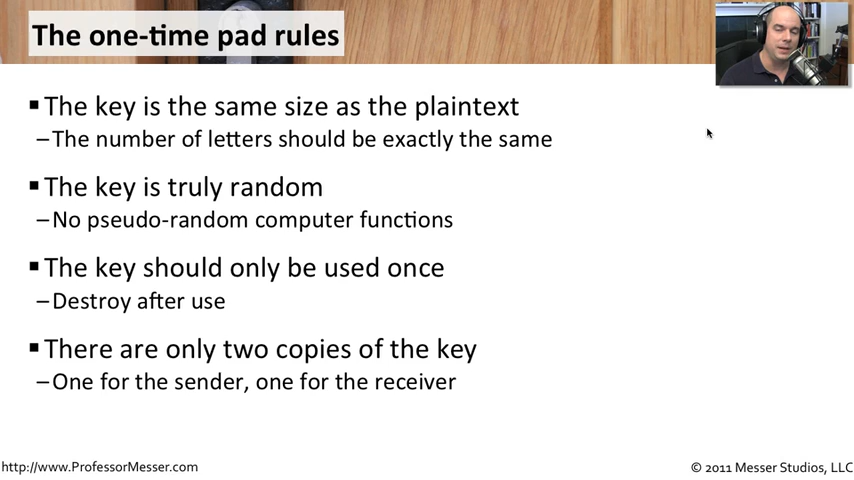 The one-time pad rules
▪The key is the same size as the plaintext
–The number of letters should be exactly the same
▪The key is truly random
–No pseudo-random computer functions
▪The key should only be used once
–Destroy after use
▪There are only two copies of the key
–One for the sender, one for the receiver
http://www.ProfessorMesser.com
© 2011 Messer Studios, LLC